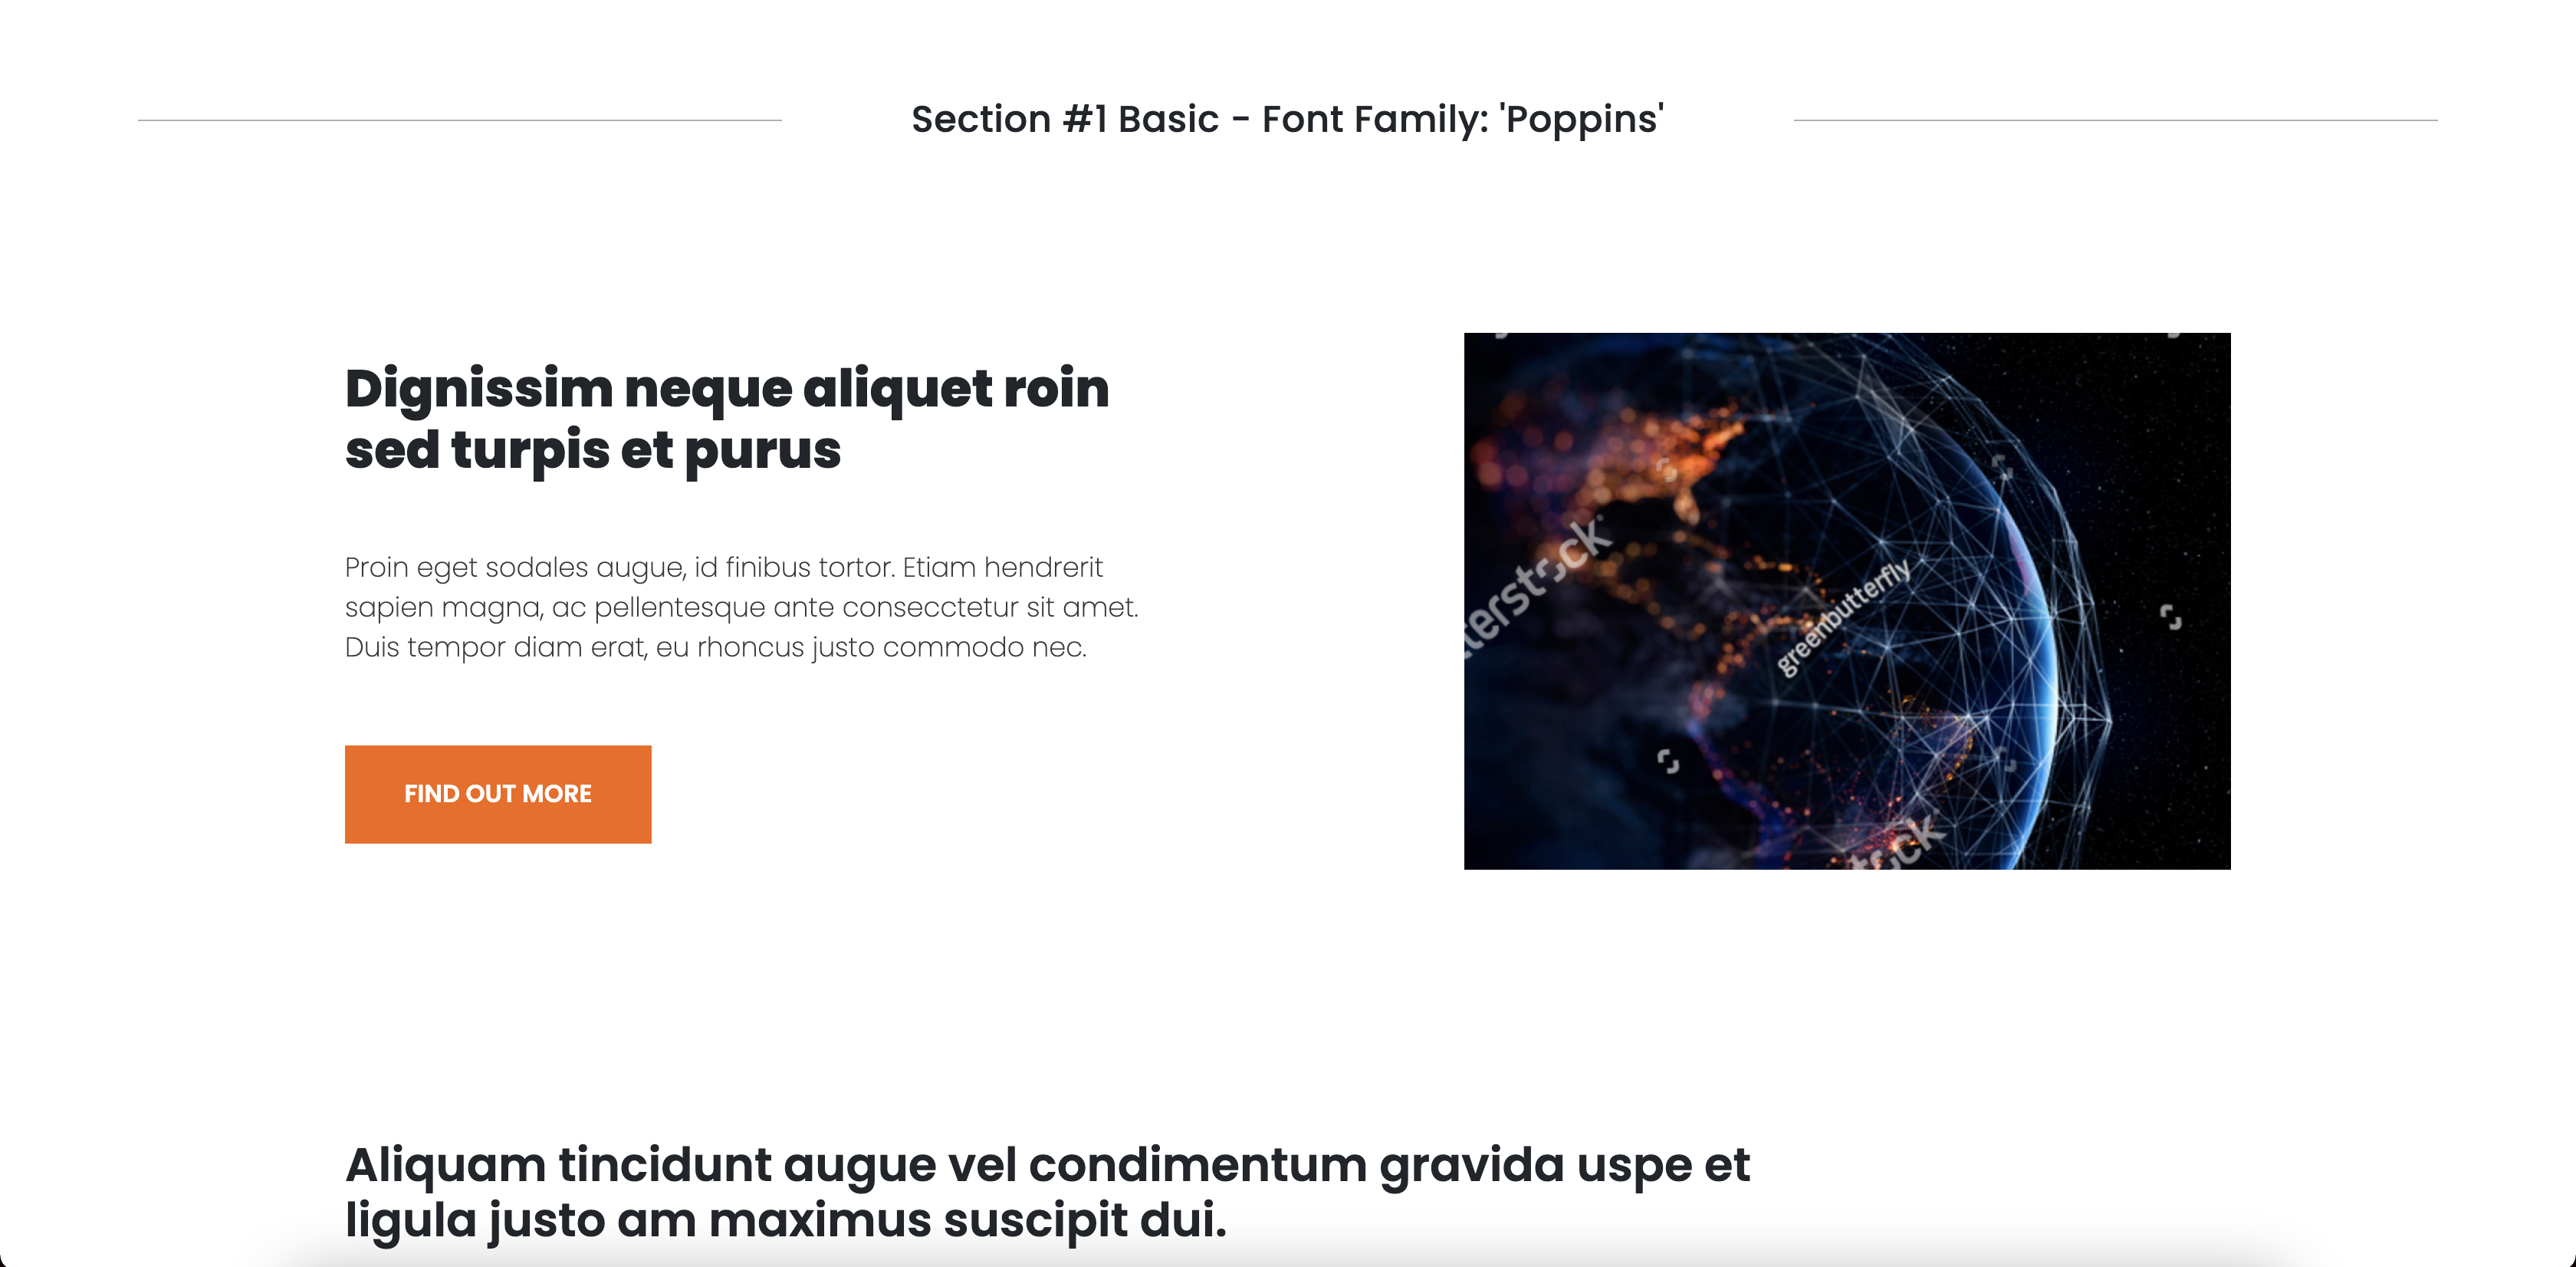 Section #1 Basic - Font Family: 'Poppins'
Dignissim neque aliquet roin
sed turpis et purus
Proin eget sodales augue, id finibus tortor. Etiam hendrerit
sapien magna, ac pellentesque ante consecctetur sit amet.
Duis tempor diam erat, eu rhoncus justo commodo nec.
FIND OUT MORE
terstock
greenbutterfly
stock
Aliquam tincidunt augue vel condimentum gravida uspe et
ligula justo am maximus suscipit dui.